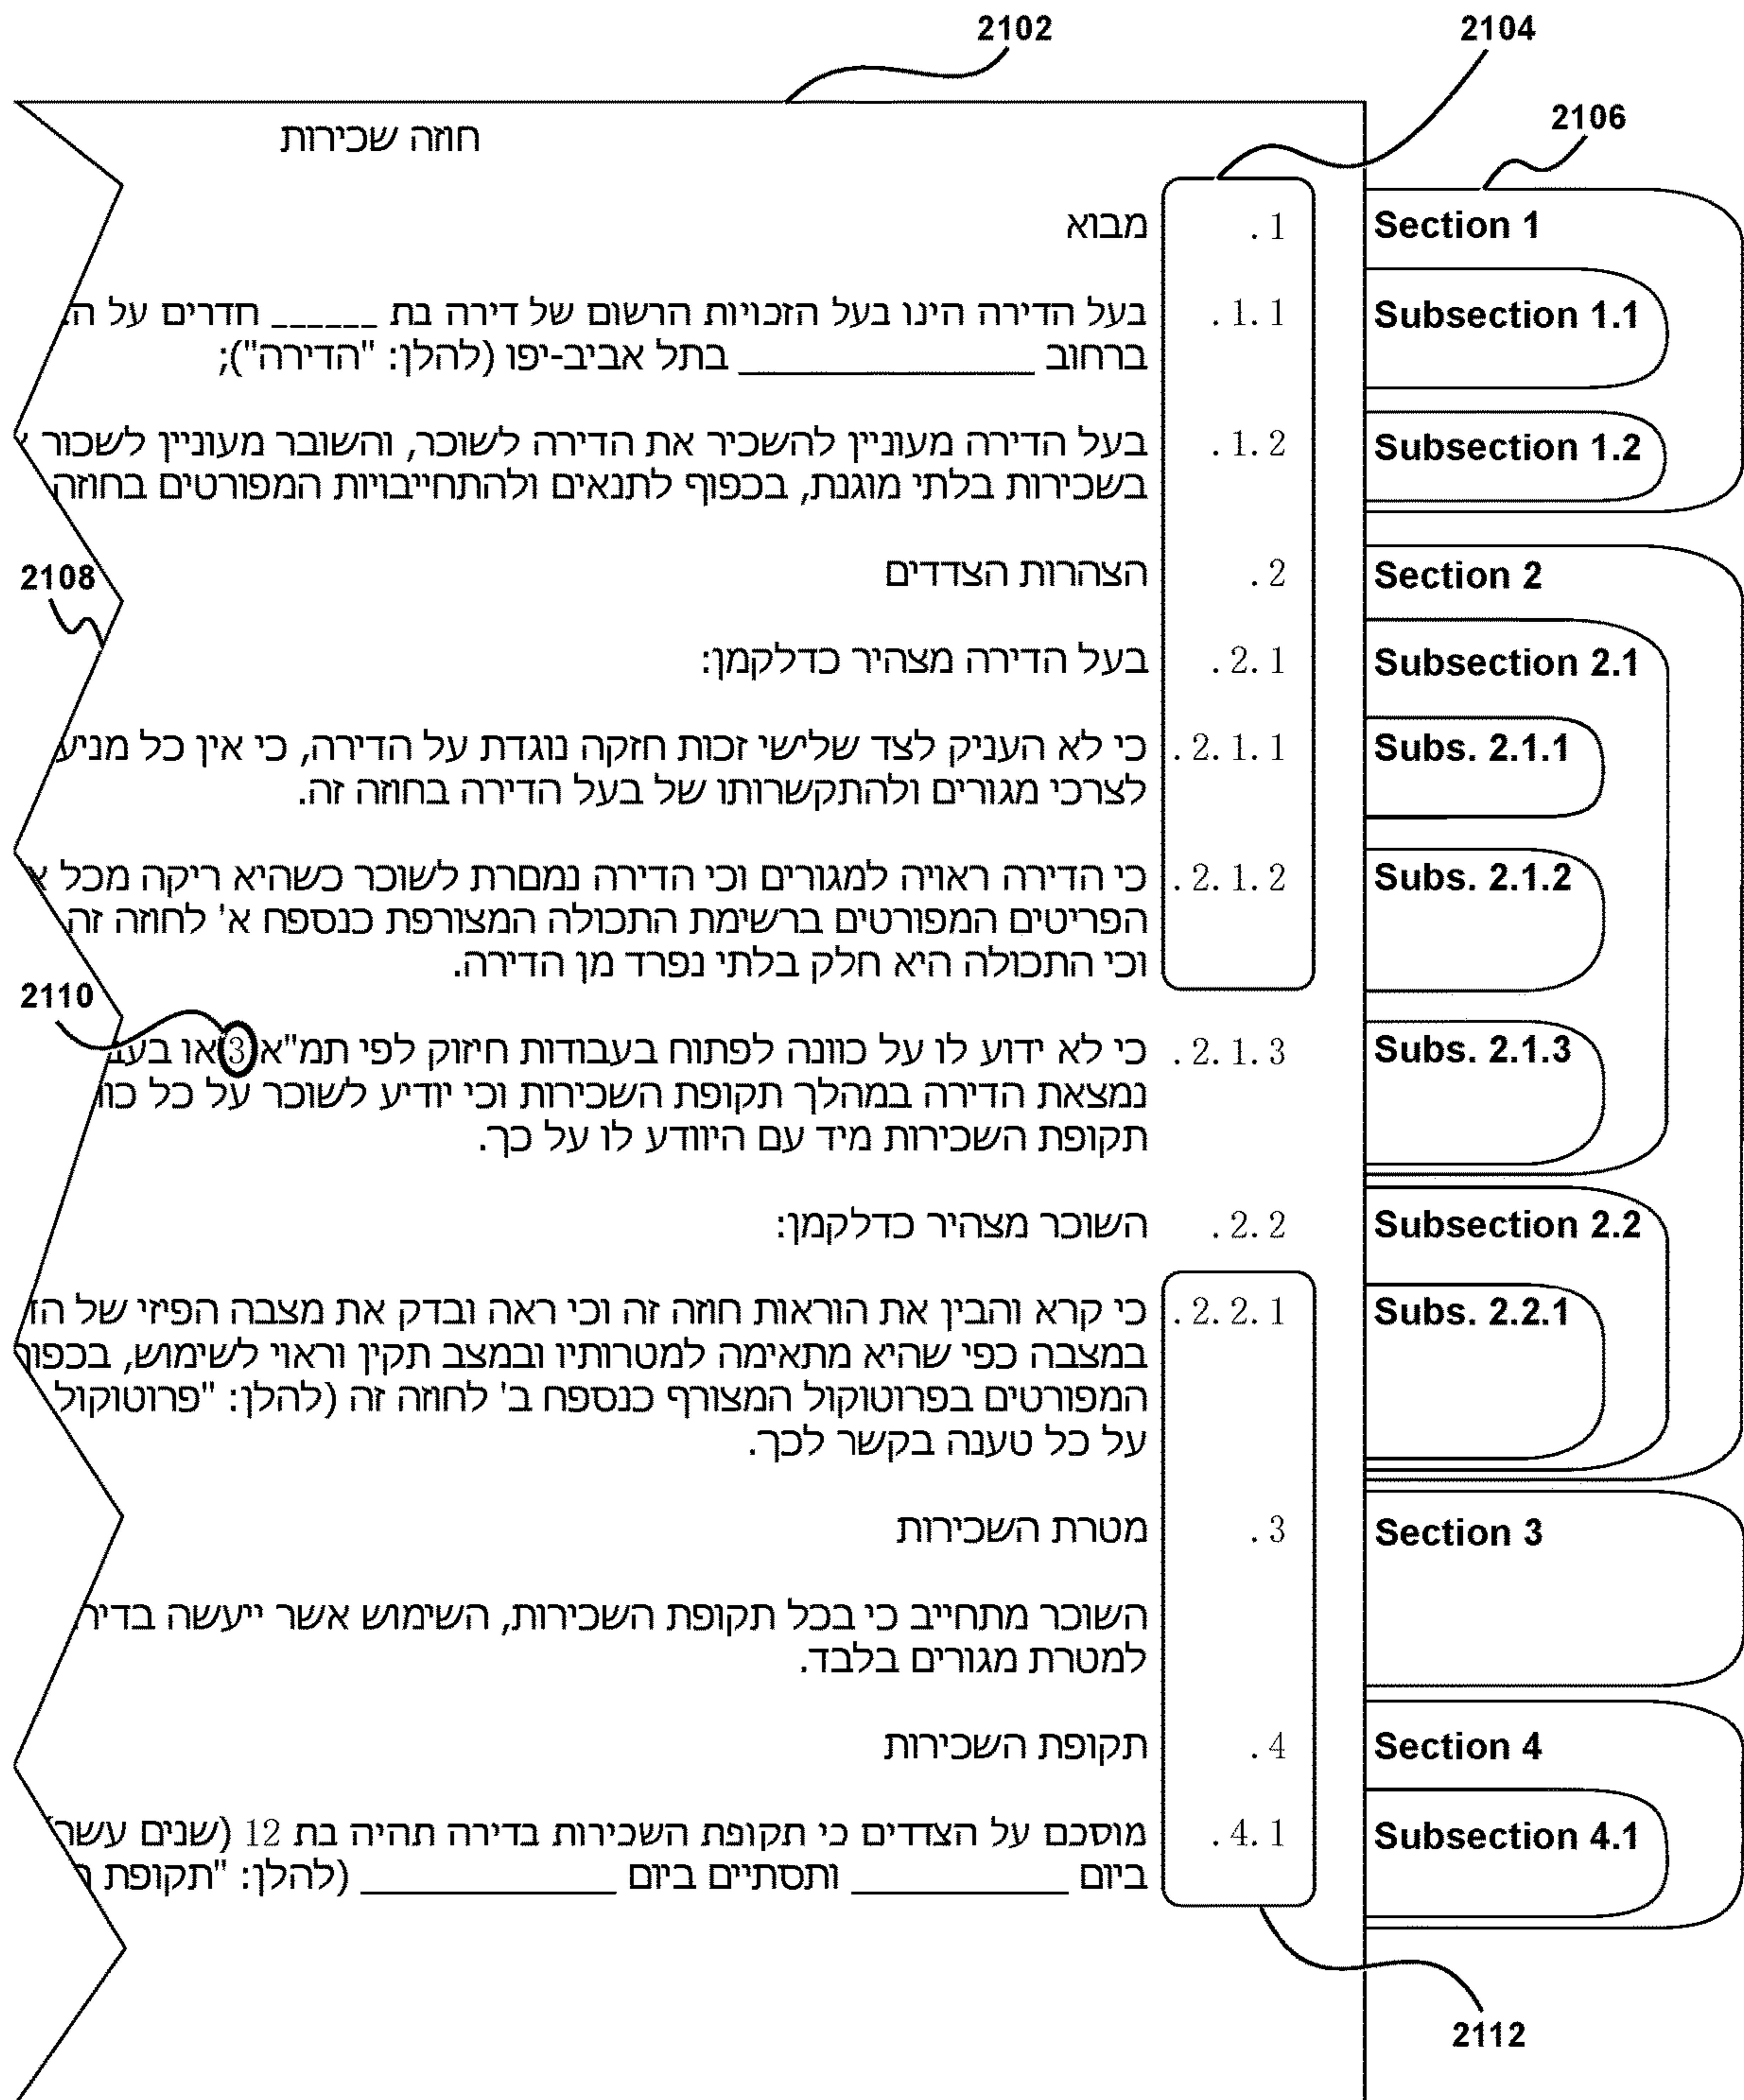 2102
2104
2106
חוזה שכירות
.1 מבוא
Section 1
.1.1 בעל הדירה הינו בעל הזכויות הרשום של דירה בת ______ חדרים על
ברחוב ________________ בתל אביב-יפו (להלן: "הדירה");
Subsection 1.1
.1.2 בעל הדירה מעוניין להשכיר את הדירה לשוכר, והשובר מעוניין לשכור
בשכירות בלתי מוגנת, בכפוף לתנאים ולהתחייבויות המפורטים בחוזה
Subsection 1.2
.2 הצהרות הצדדים
Section 2
2108
.2.1 בעל הדירה מצהיר כדלקמן:
Subsection 2.1
.2.1.1 כי לא העניק לצד שלישי זכות חזקה נוגדת על הדירה, כי אין כל מניע
לצרכי מגורים ולהתקשרותו של בעל הדירה בחוזה זה.
Subs. 2.1.1
.2.1.2 כי הדירה ראויה למגורים וכי הדירה נמסרת לשוכר כשהיא ריקה מכל
הפריטים המפורטים ברשימת התכולה המצורפת כנספח א' לחוזה זה
וכי התכולה היא חלק בלתי נפרד מן הדירה.
Subs. 2.1.2
2110
.2.1.3 כי לא ידוע לו על כוונה לפתוח בעבודות חיזוק לפי תמ"א 3 או
נמצאת הדירה במהלך תקופת השכירות וכי יודיע לשוכר על כל
תקופת השכירות מיד עם היוודע לו על כך.
Subs. 2.1.3
.2.2 השוכר מצהיר כדלקמן:
Subsection 2.2
.2.2.1 כי קרא והבין את הוראות חוזה זה וכי ראה ובדק את מצבה הפיזי של
במצבה כפי שהיא מתאימה למטרותיו ובמצב תקין וראוי לשימוש,
המפורטים בפרוטוקול המצורף כנספח ב' לחוזה זה (להלן: "פרוטוקול
על כל טענה בקשר לכך.
Subs. 2.2.1
.3 מטרת השכירות
Section 3
השוכר מתחייב כי בכל תקופת השכירות, השימוש אשר ייעשה
למטרת מגורים בלבד.
.4 תקופת השכירות
Section 4
.4.1 מוסכם על הצדדים כי תקופת השכירות בדירה תהיה בת 12 (שנים עשר
ביום ____________ ותסתיים ביום ______________ (להלן: "תקופת
Subsection 4.1
2112